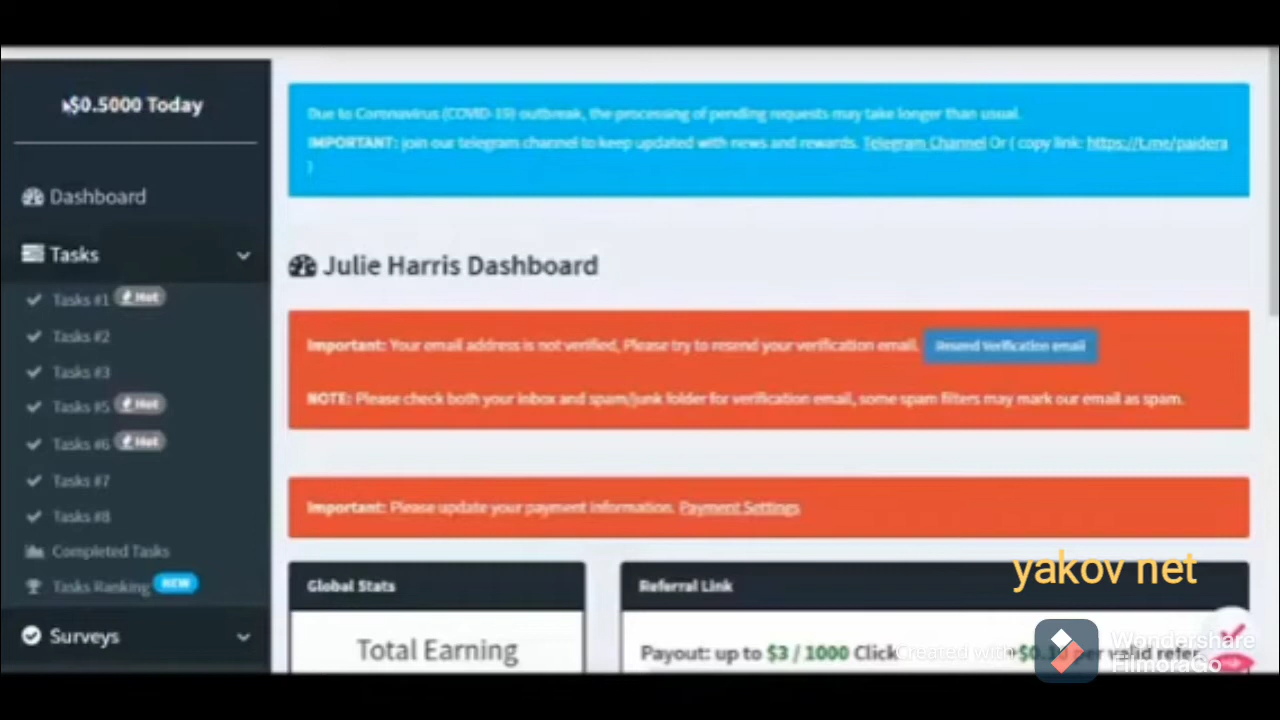 $0.5000 Today
Dashboard
Tasks
Tasks #1 Hot
Tasks #2
Tasks #3
Tasks #5 Hot
Tasks #6 Hot
Tasks #7
Tasks #8
Completed Tasks
Tasks Ranking NEW
Surveys
Due to Coronavirus (COVID-19) outbreak, the processing of pending requests may take longer than usual.
IMPORTANT: join our telegram channel to keep updated with news and rewards. Telegram Channel Or ( copy link: https://t.me/paidera
)
Julie Harris Dashboard
Important: Your email address is not verified, Please try to resend your verification email. Resend Verification email
NOTE: Please check both your inbox and spam/junk folder for verification email, some spam filters may mark our email as spam.
Important: Please update your payment information. Payment Settings
Global Stats
Total Earning
Referral Link
Payout: up to $3 / 1000 Click
per valid refer
yakov net
Created with
Wondershare
FilmoraGo